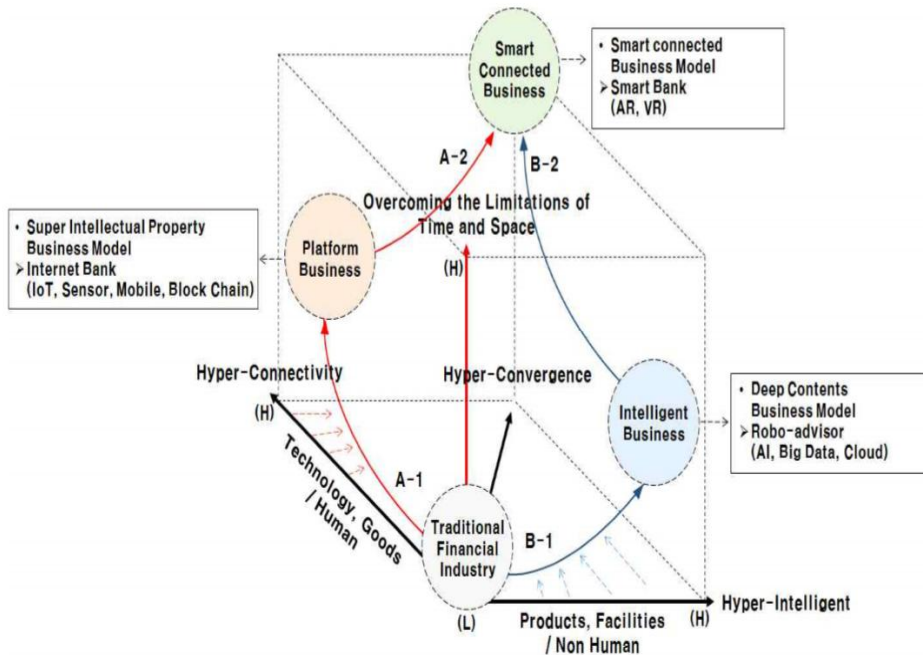 Smart
Connected
Business
• Smart connected
Business Model
➢ Smart Bank
(AR, VR)
A-2
B-2
Overcoming the Limitations of
Time and Space
(H)
• Super Intellectual Property
Business Model
➢ Internet Bank
(IoT, Sensor, Mobile, Block Chain)
Platform
Business
Hyper-Connectivity
(H)
Hyper-Convergence
Intelligent
Business
• Deep Contents
Business Model
➢ Robo-advisor
(AI, Big Data, Cloud)
Technology, Goods
/ Human
A-1
B-1
Traditional
Financial
Industry
(L)
Products, Facilities
/ Non Human
(H)
Hyper-Intelligent